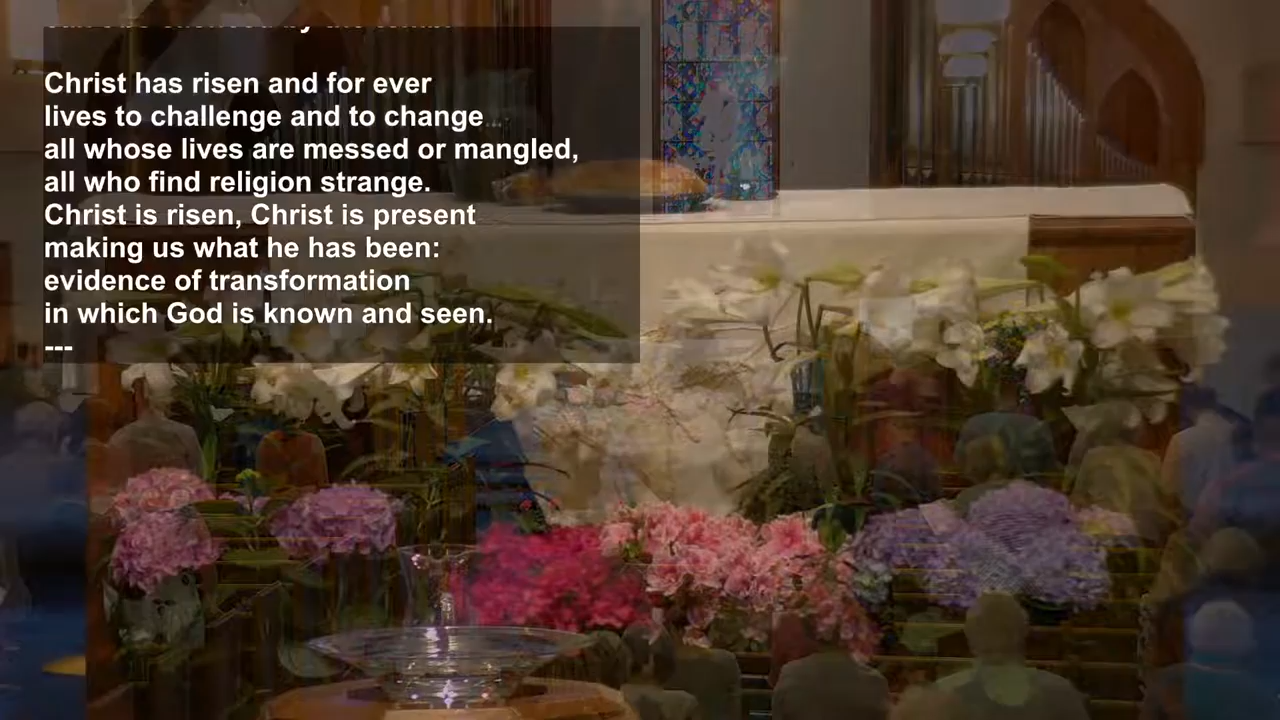 Christ has risen and for ever
lives to challenge and to change
all whose lives are messed or mangled,
all who find religion strange.
Christ is risen, Christ is present
making us what he has been:
evidence of transformation
in which God is known and seen.
---